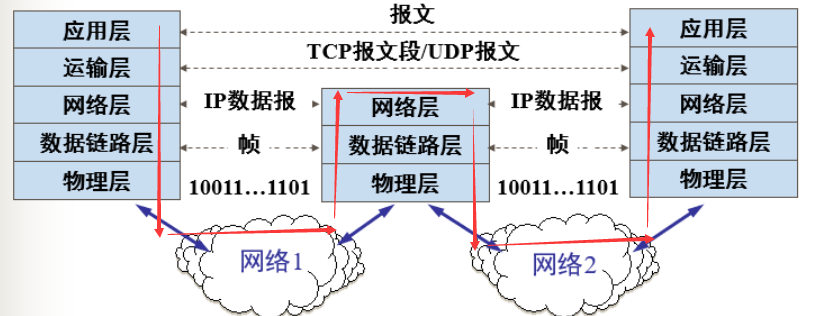 报文
应用层
应用层
TCP报文段/UDP报文
运输层
运输层
网络层
IP数据报
网络层
IP数据报
网络层
数据链路层
帧
数据链路层
帧
数据链路层
物理层
10011…1101
物理层
10011…1101
物理层
网络1
网络2